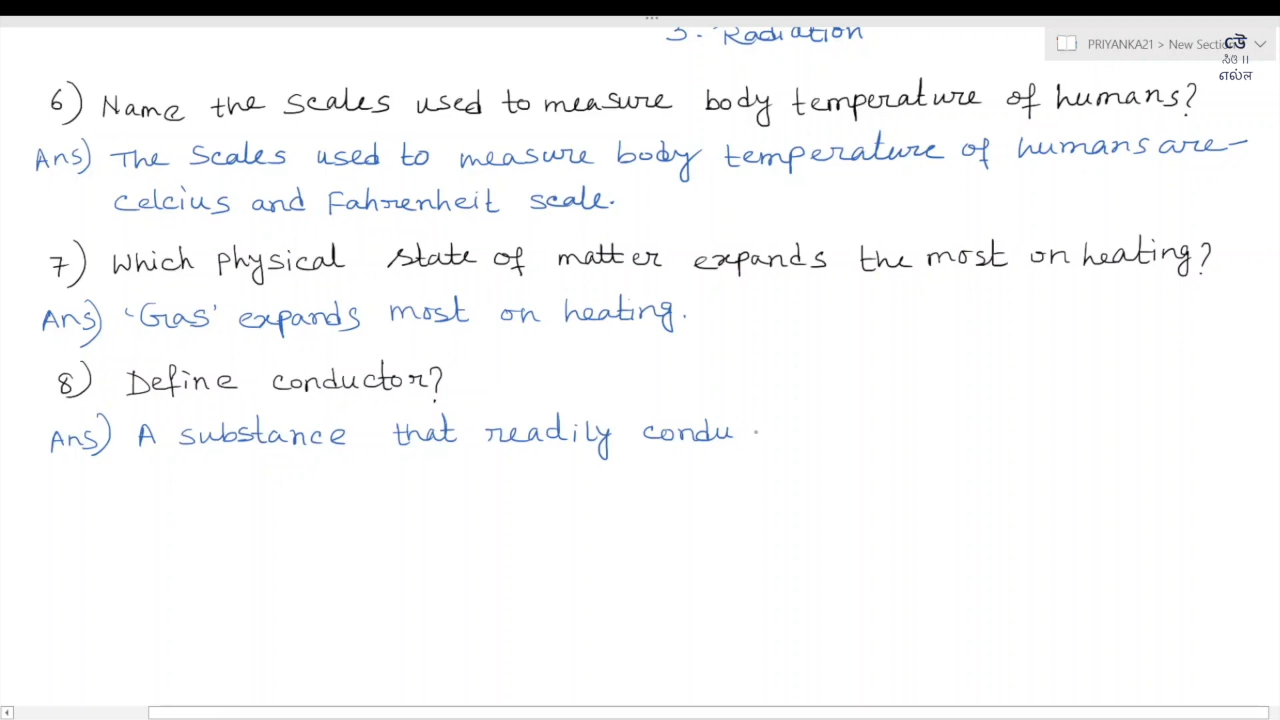 3. Radiation
PRIYANKA21 > New Section
6) Name the scales used to measure body temperature of humans?
Ans) The scales used to measure body temperature of humans are-
celcius and Fahrenheit scale.
7) Which physical state of matter expands the most on heating?
Ans) 'Gas' expands most on heating.
8) Define conductor?
Ans) A substance that readily condu